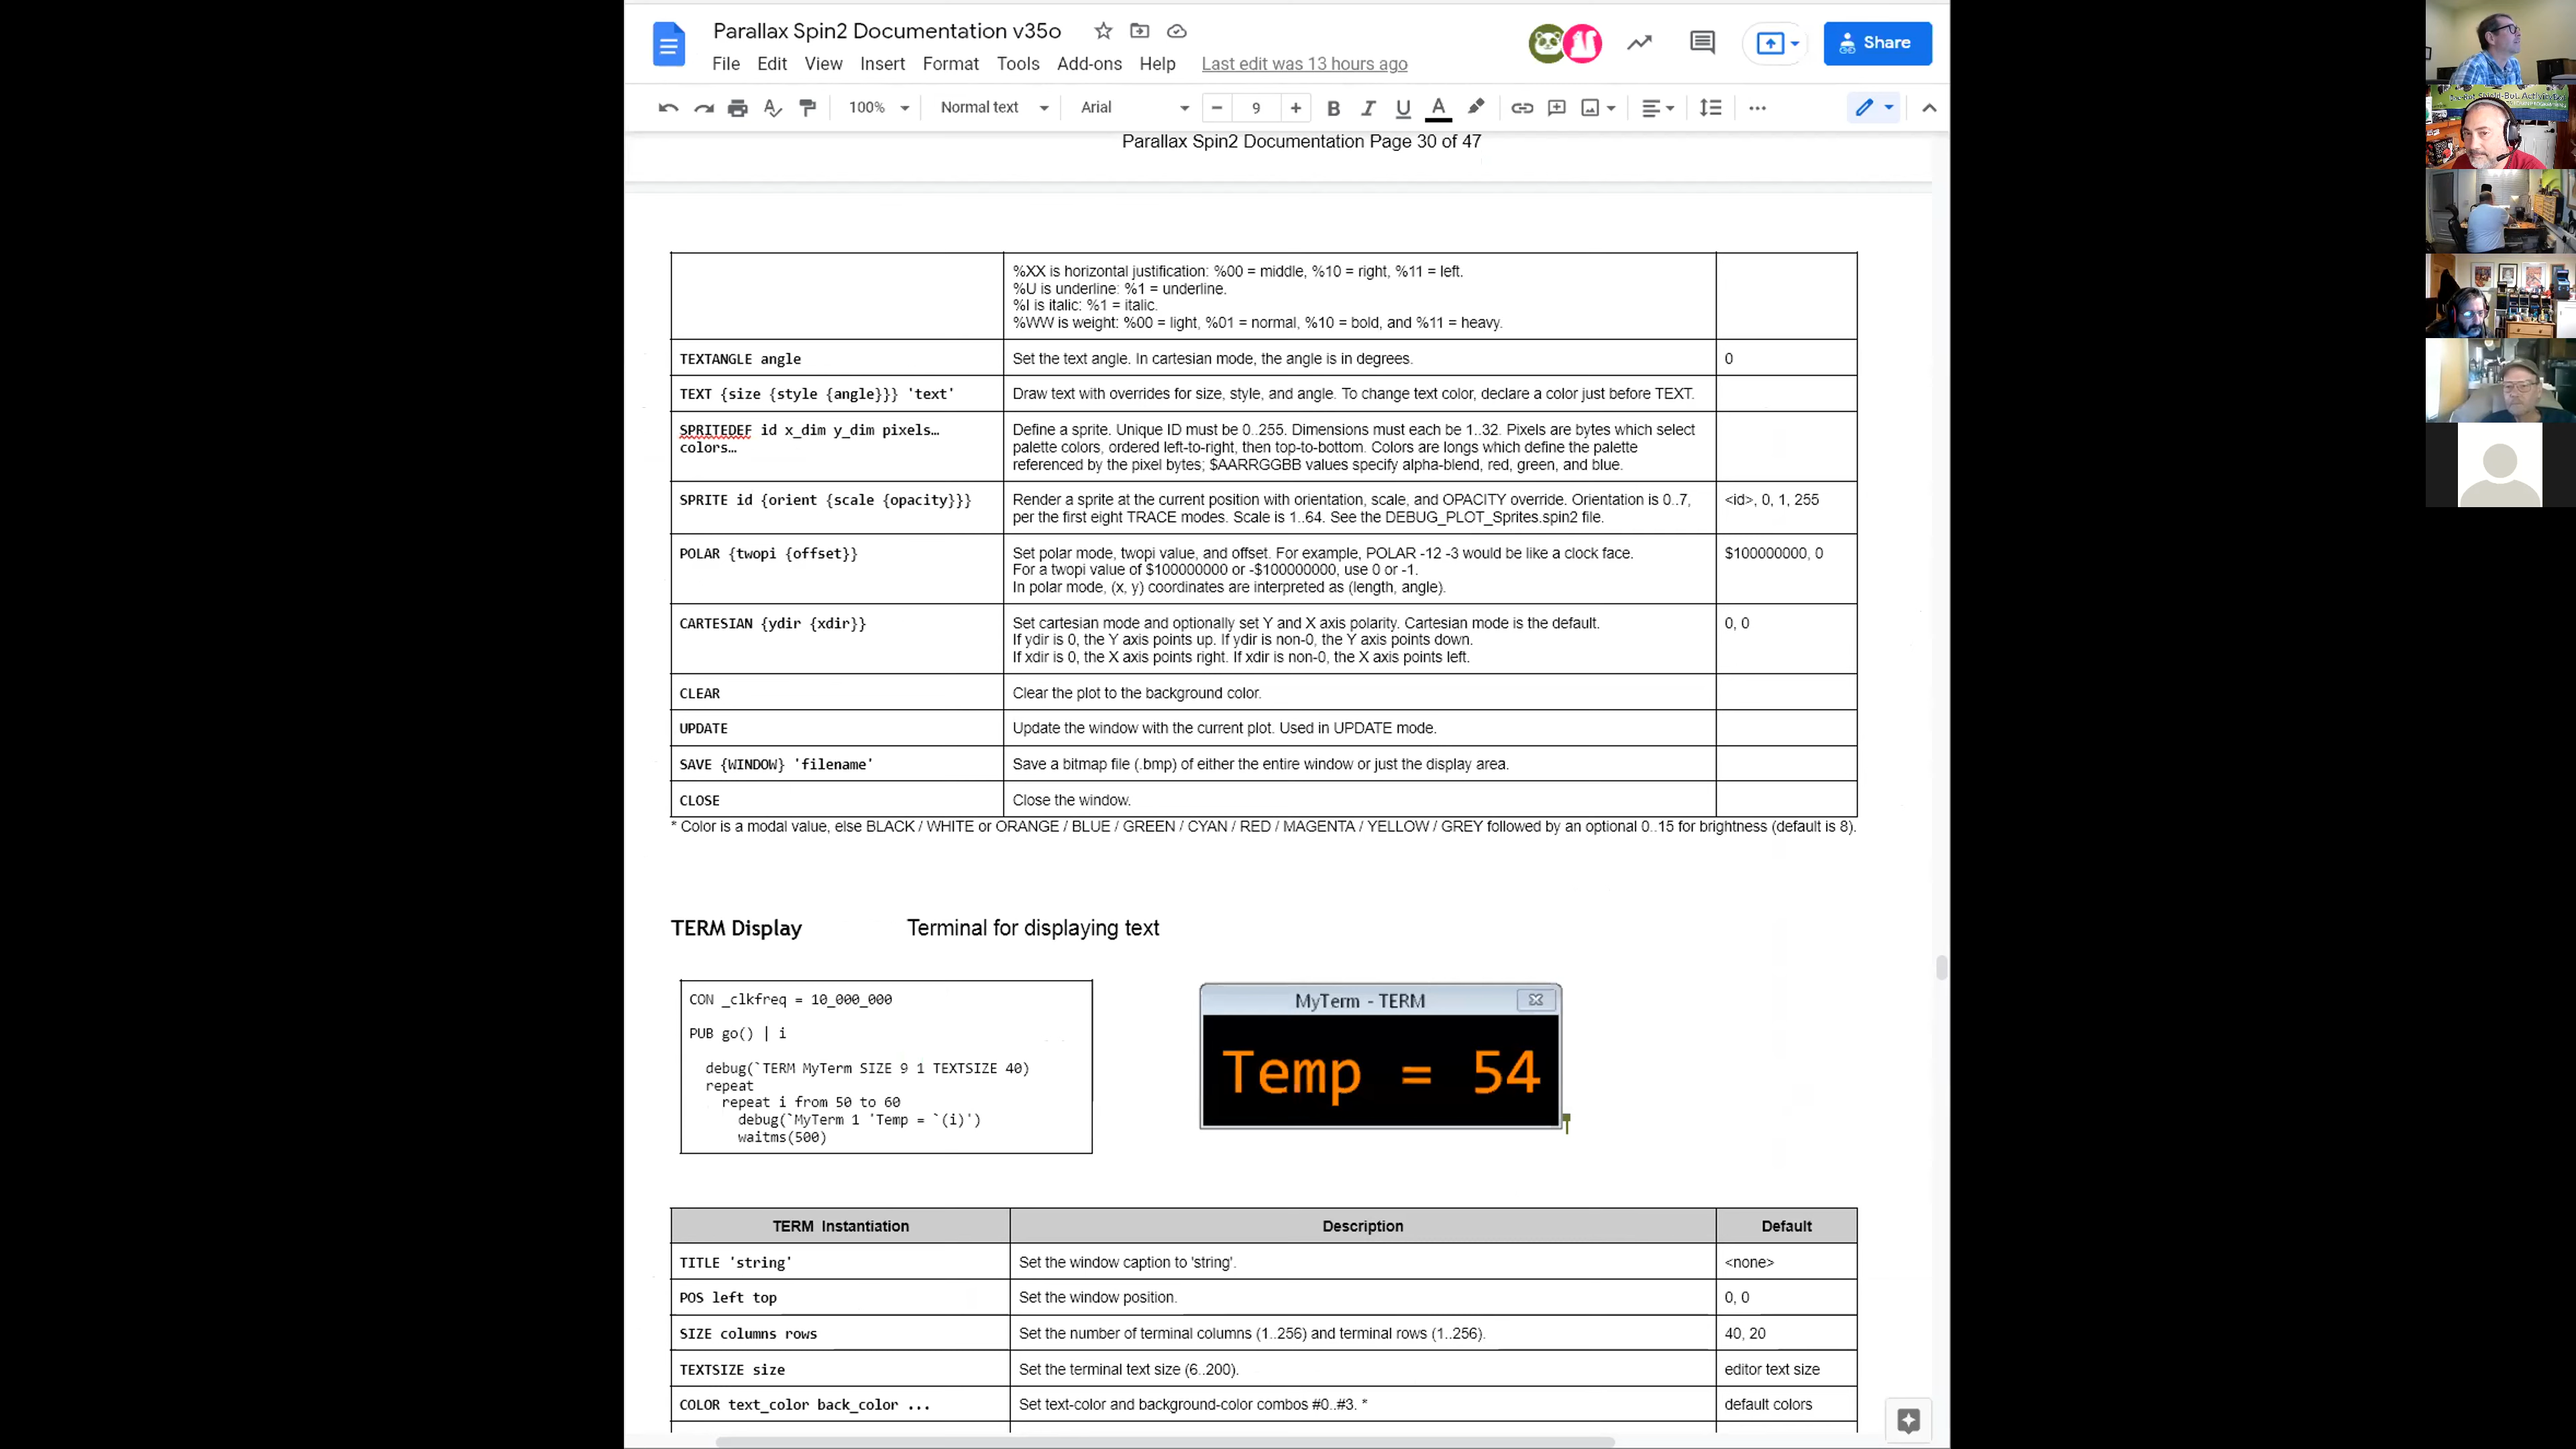 Parallax Spin2 Documentation v35o
File Edit View Insert Format Tools Add-ons Help Last edit was 13 hours ago
Share
100% Normal text Arial 9
Parallax Spin2 Documentation Page 30 of 47
%XX is horizontal justification: %00 = middle, %10 = right, %11 = left.
%U is underline: %1 = underline.
%I is italic: %1 = italic.
%WW is weight: %00 = light, %01 = normal, %10 = bold, and %11 = heavy.
TEXTANGLE angle Set the text angle. In cartesian mode, the angle is in degrees. 0
TEXT {size {style {angle}}} 'text' Draw text with overrides for size, style, and angle. To change text color, declare a color just before TEXT.
SPRITEDEF id x_dim y_dim pixels… Define a sprite. Unique ID must be 0..255. Dimensions must each be 1..32. Pixels are bytes which select
colors… palette colors, ordered left-to-right, then top-to-bottom. Colors are longs which define the palette
referenced by the pixel bytes; $AARRGGBB values specify alpha-blend, red, green, and blue.
SPRITE id {orient {scale {opacity}}} Render a sprite at the current position with orientation, scale, and OPACITY override. Orientation is 0..7, <id>, 0, 1, 255
per the first eight TRACE modes. Scale is 1..64. See the DEBUG_PLOT_Sprites.spin2 file.
POLAR {twopi {offset}} Set polar mode, twopi value, and offset. For example, POLAR -12 -3 would be like a clock face. $100000000, 0
For a twopi value of $100000000 or -$100000000, use 0 or -1.
In polar mode, (x, y) coordinates are interpreted as (length, angle).
CARTESIAN {ydir {xdir}} Set cartesian mode and optionally set Y and X axis polarity. Cartesian mode is the default. 0, 0
If ydir is 0, the Y axis points up. If ydir is non-0, the Y axis points down.
If xdir is 0, the X axis points right. If xdir is non-0, the X axis points left.
CLEAR Clear the plot to the background color.
UPDATE Update the window with the current plot. Used in UPDATE mode.
SAVE {WINDOW} 'filename' Save a bitmap file (.bmp) of either the entire window or just the display area.
CLOSE Close the window.
* Color is a modal value, else BLACK / WHITE or ORANGE / BLUE / GREEN / CYAN / RED / MAGENTA / YELLOW / GREY followed by an optional 0..15 for brightness (default is 8).
TERM Display Terminal for displaying text
CON _clkfreq = 10_000_000
PUB go() | i
debug(`TERM MyTerm SIZE 9 1 TEXTSIZE 40)
repeat
repeat i from 50 to 60
debug(`MyTerm 1 'Temp = `(i)')
waitms(500)
MyTerm - TERM
Temp = 54
TERM Instantiation Description Default
TITLE 'string' Set the window caption to 'string'. <none>
POS left top Set the window position. 0, 0
SIZE columns rows Set the number of terminal columns (1..256) and terminal rows (1..256). 40, 20
TEXTSIZE size Set the terminal text size (6..200). editor text size
COLOR text_color back_color ... Set text-color and background-color combos #0..#3. * default colors